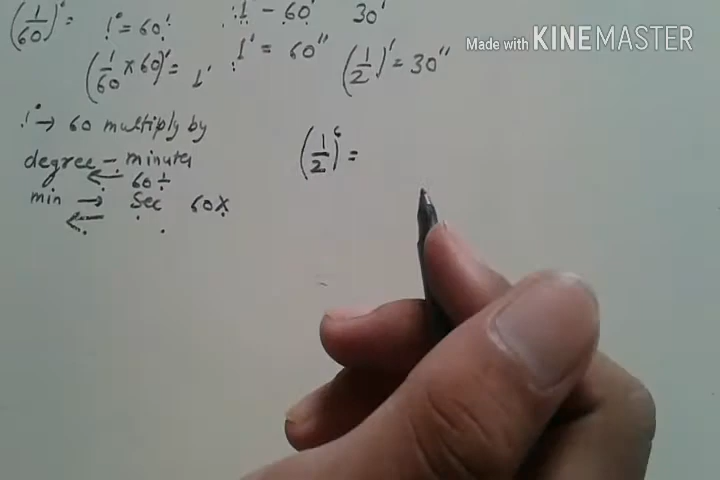 (1/60)° =
1° = 60'
(1/60 × 60)' = 1'
1° → 60 multiply by
degree – minutes
← 60 ÷
min → Sec 60×
←
1° – 60' 30'
1' = 60"
(1/2)' = 30"
(1/2)° =
Made with KINEMASTER